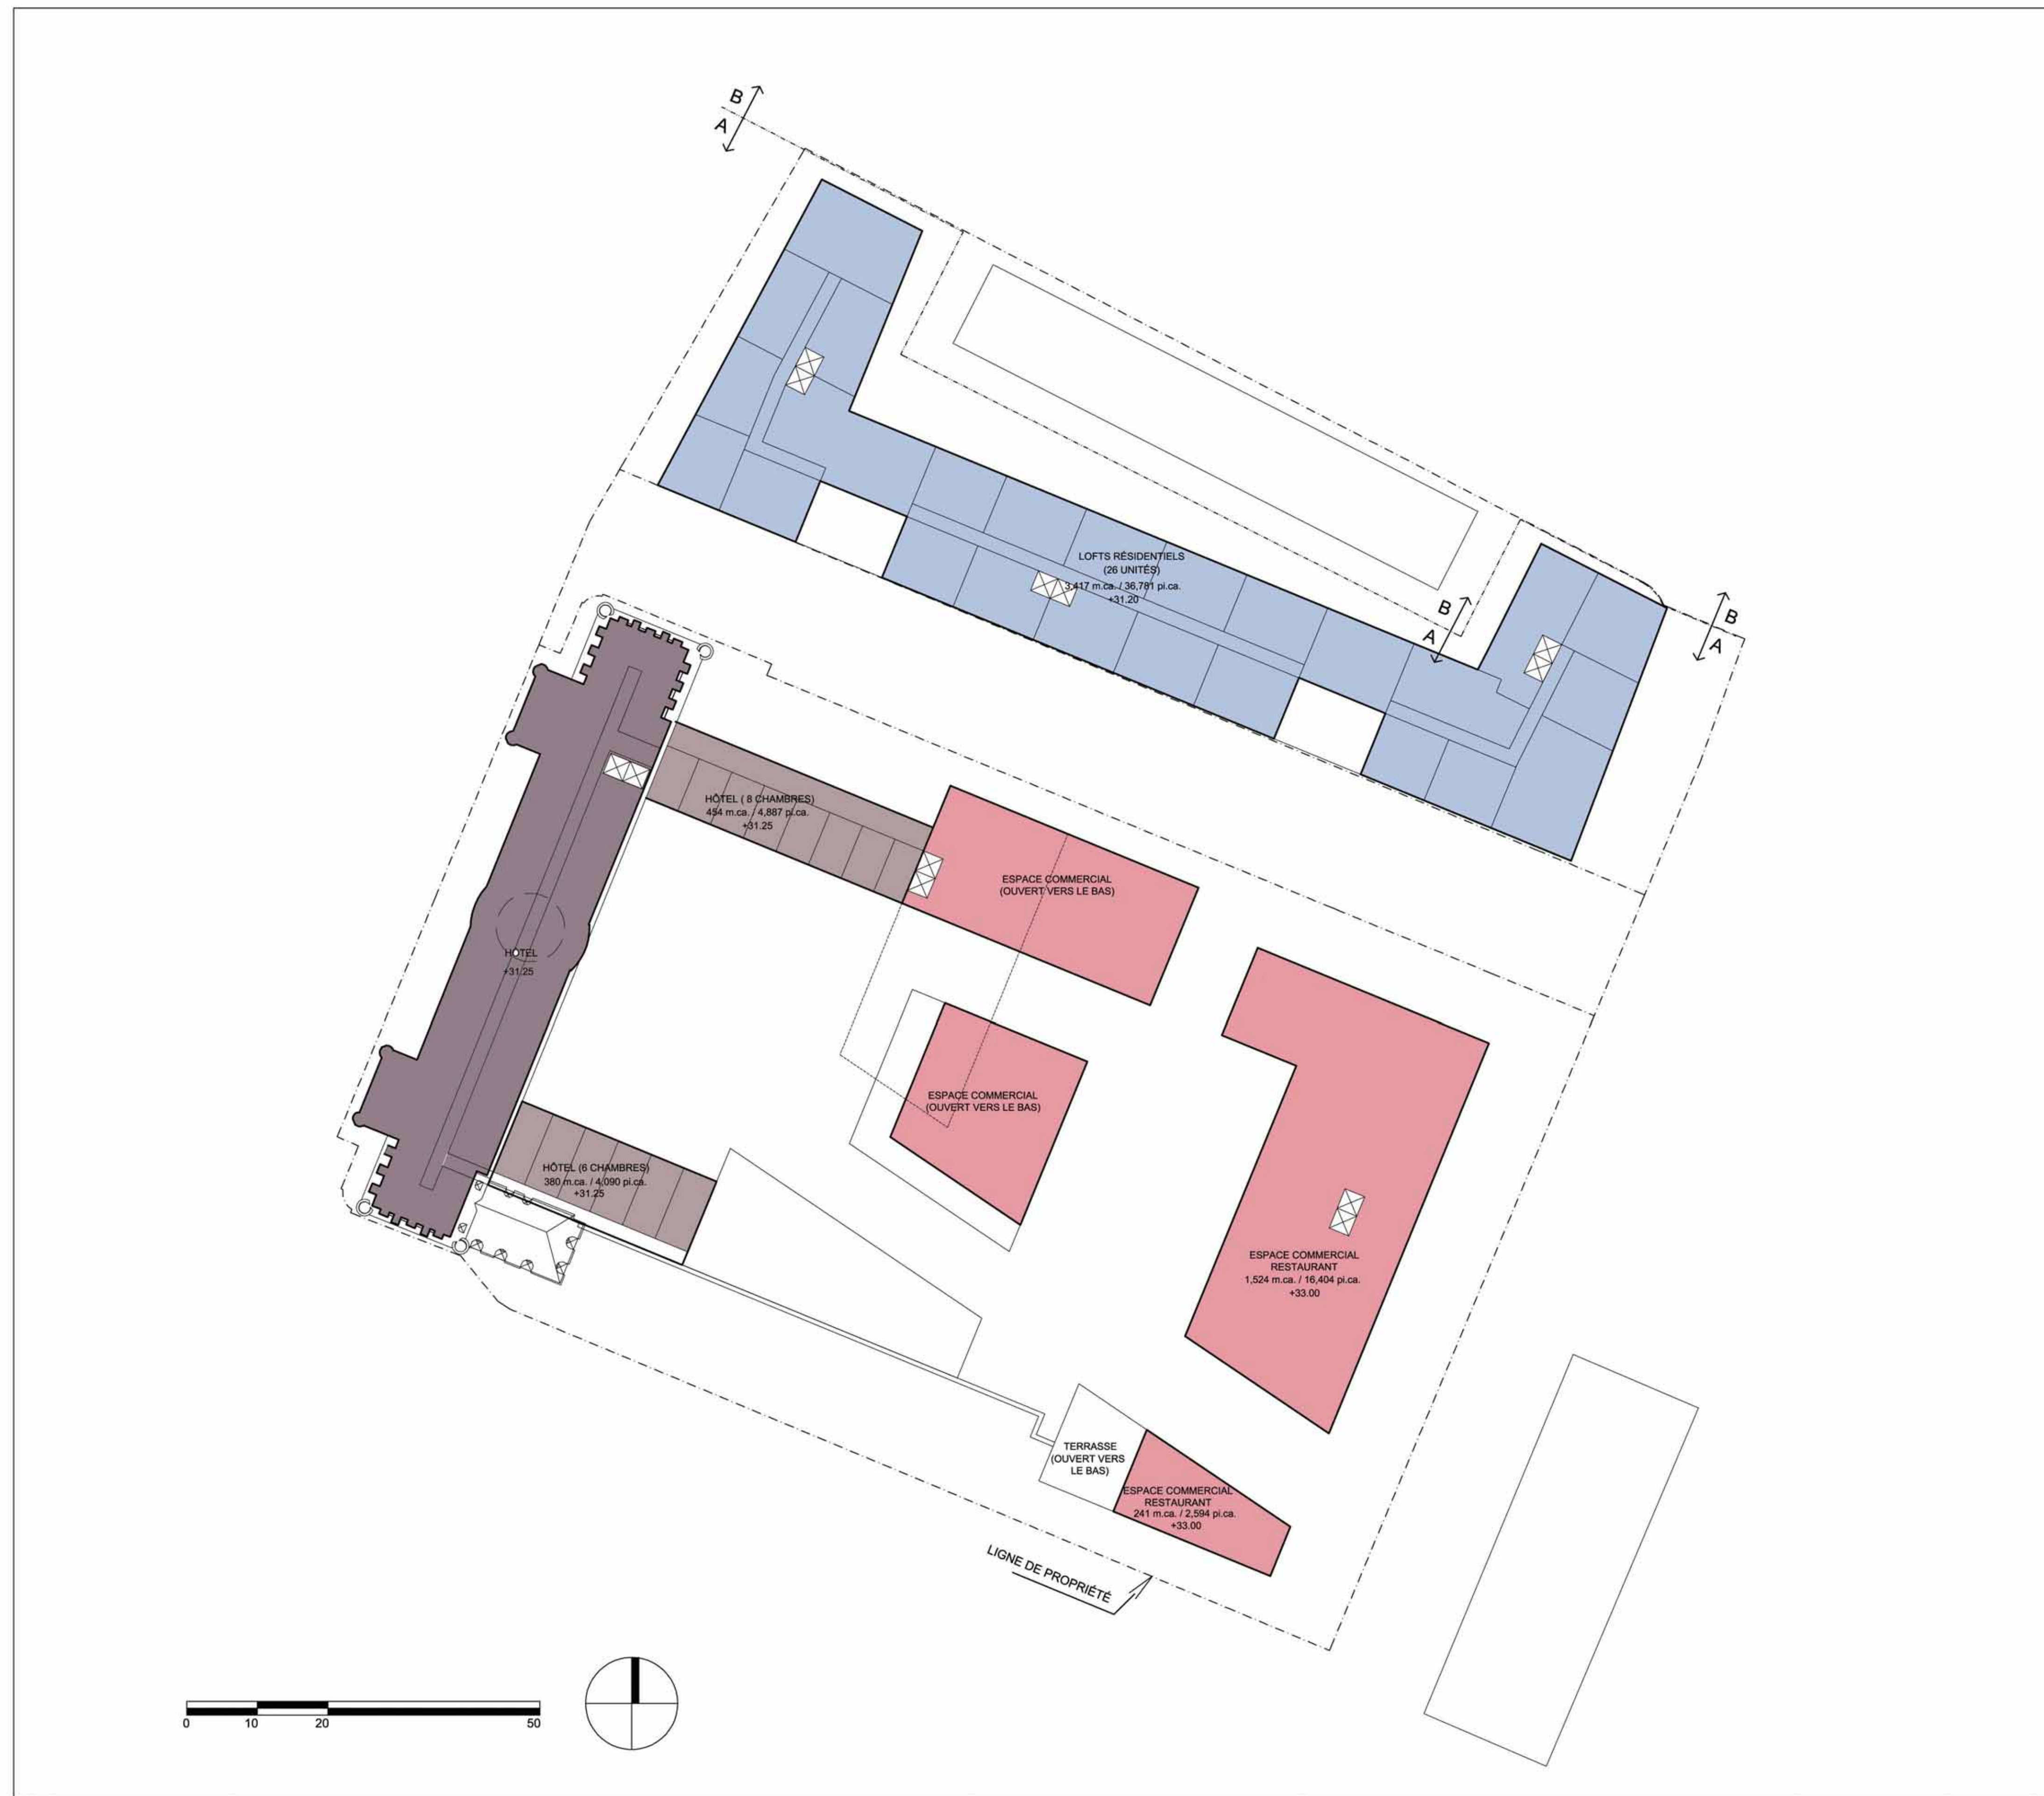 B
A
LOFTS RÉSIDENTIELS
(26 UNITÉS)
3,417 m.ca. / 36,781 pi.ca.
+31.20
B
A
B
A
HÔTEL ( 8 CHAMBRES)
454 m.ca. / 4,887 pi.ca.
+31.25
ESPACE COMMERCIAL
(OUVERT VERS LE BAS)
HÔTEL
+31.25
ESPACE COMMERCIAL
(OUVERT VERS LE BAS)
HÔTEL (6 CHAMBRES)
380 m.ca. / 4,090 pi.ca.
+31.25
ESPACE COMMERCIAL
RESTAURANT
1,524 m.ca. / 16,404 pi.ca.
+33.00
TERRASSE
(OUVERT VERS
LE BAS)
ESPACE COMMERCIAL
RESTAURANT
241 m.ca. / 2,594 pi.ca.
+33.00
LIGNE DE PROPRIÉTÉ
0 10 20 50